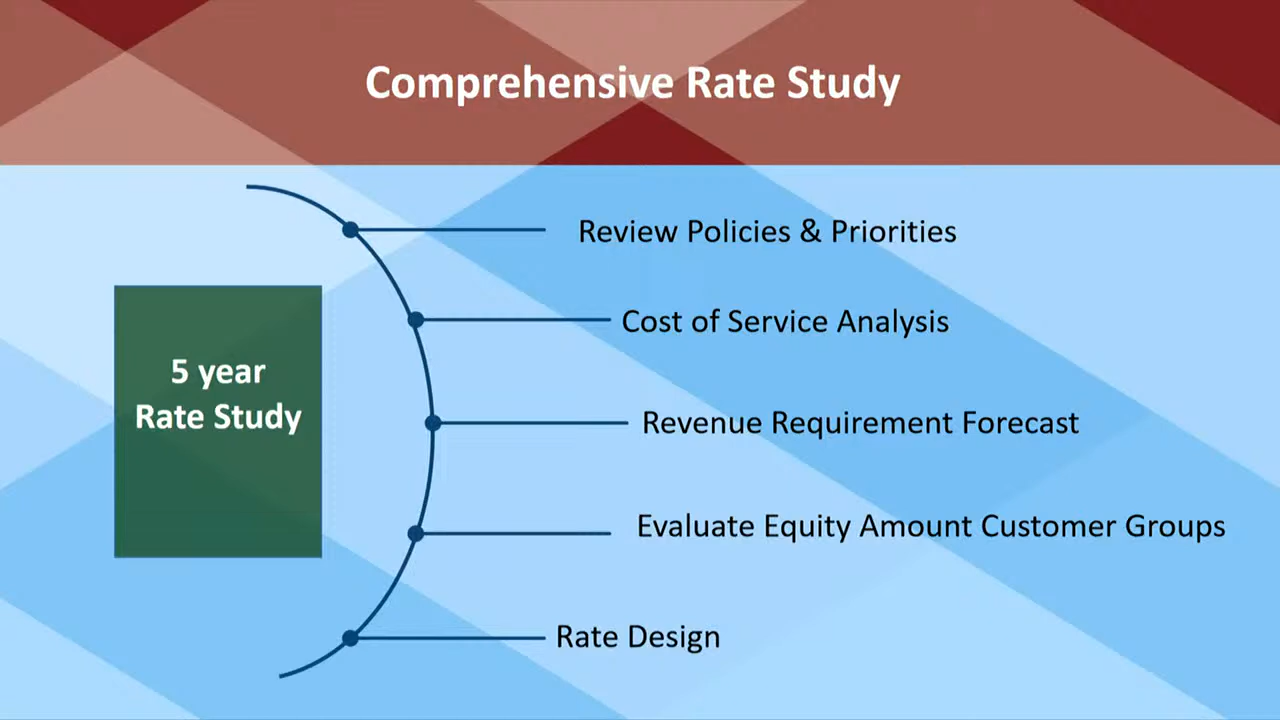 Comprehensive Rate Study
Review Policies & Priorities
Cost of Service Analysis
5 year
Rate Study
Revenue Requirement Forecast
Evaluate Equity Amount Customer Groups
Rate Design